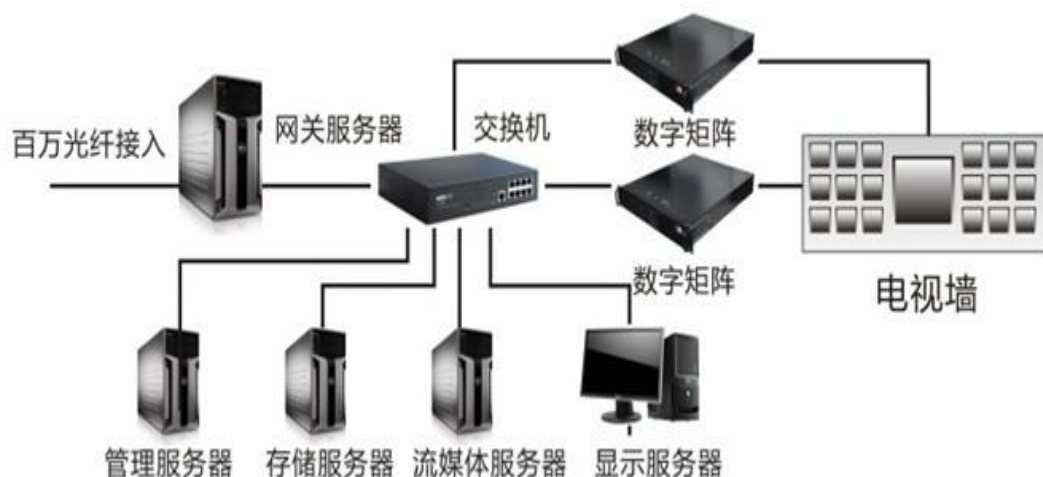 百万光纤接入
网关服务器
交换机
数字矩阵
数字矩阵
电视墙
管理服务器
存储服务器
流媒体服务器
显示服务器